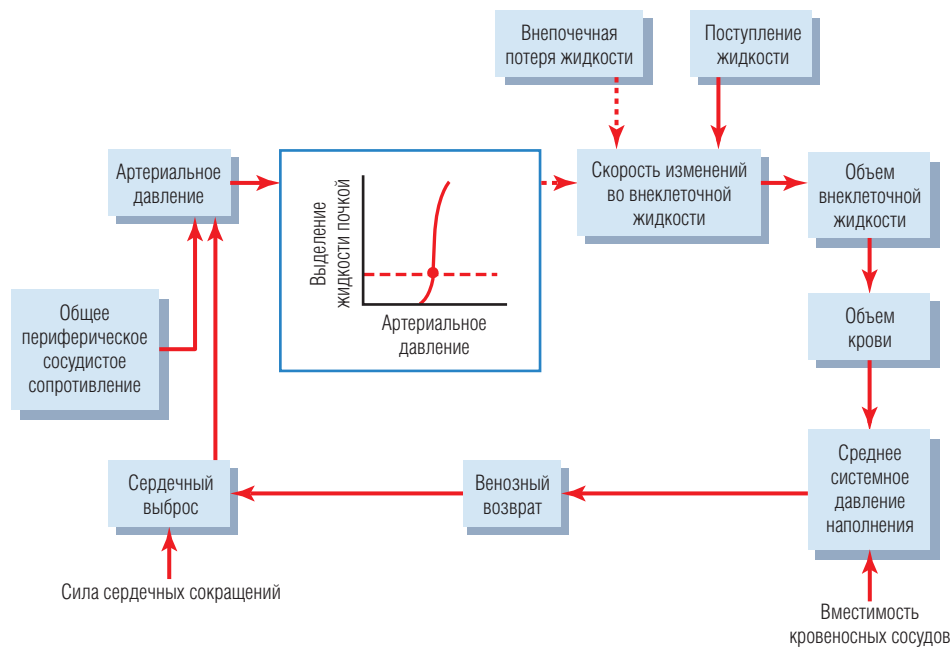 Внепочечная
потеря жидкости
Поступление
жидкости
Артериальное
давление
Выделение
жидкости почкой
Артериальное
давление
Скорость изменений
во внеклеточной
жидкости
Объем
внеклеточной
жидкости
Общее
периферическое
сосудистое
сопротивление
Объем
крови
Сердечный
выброс
Венозный
возврат
Среднее
системное
давление
наполнения
Сила сердечных сокращений
Вместимость
кровеносных сосудов